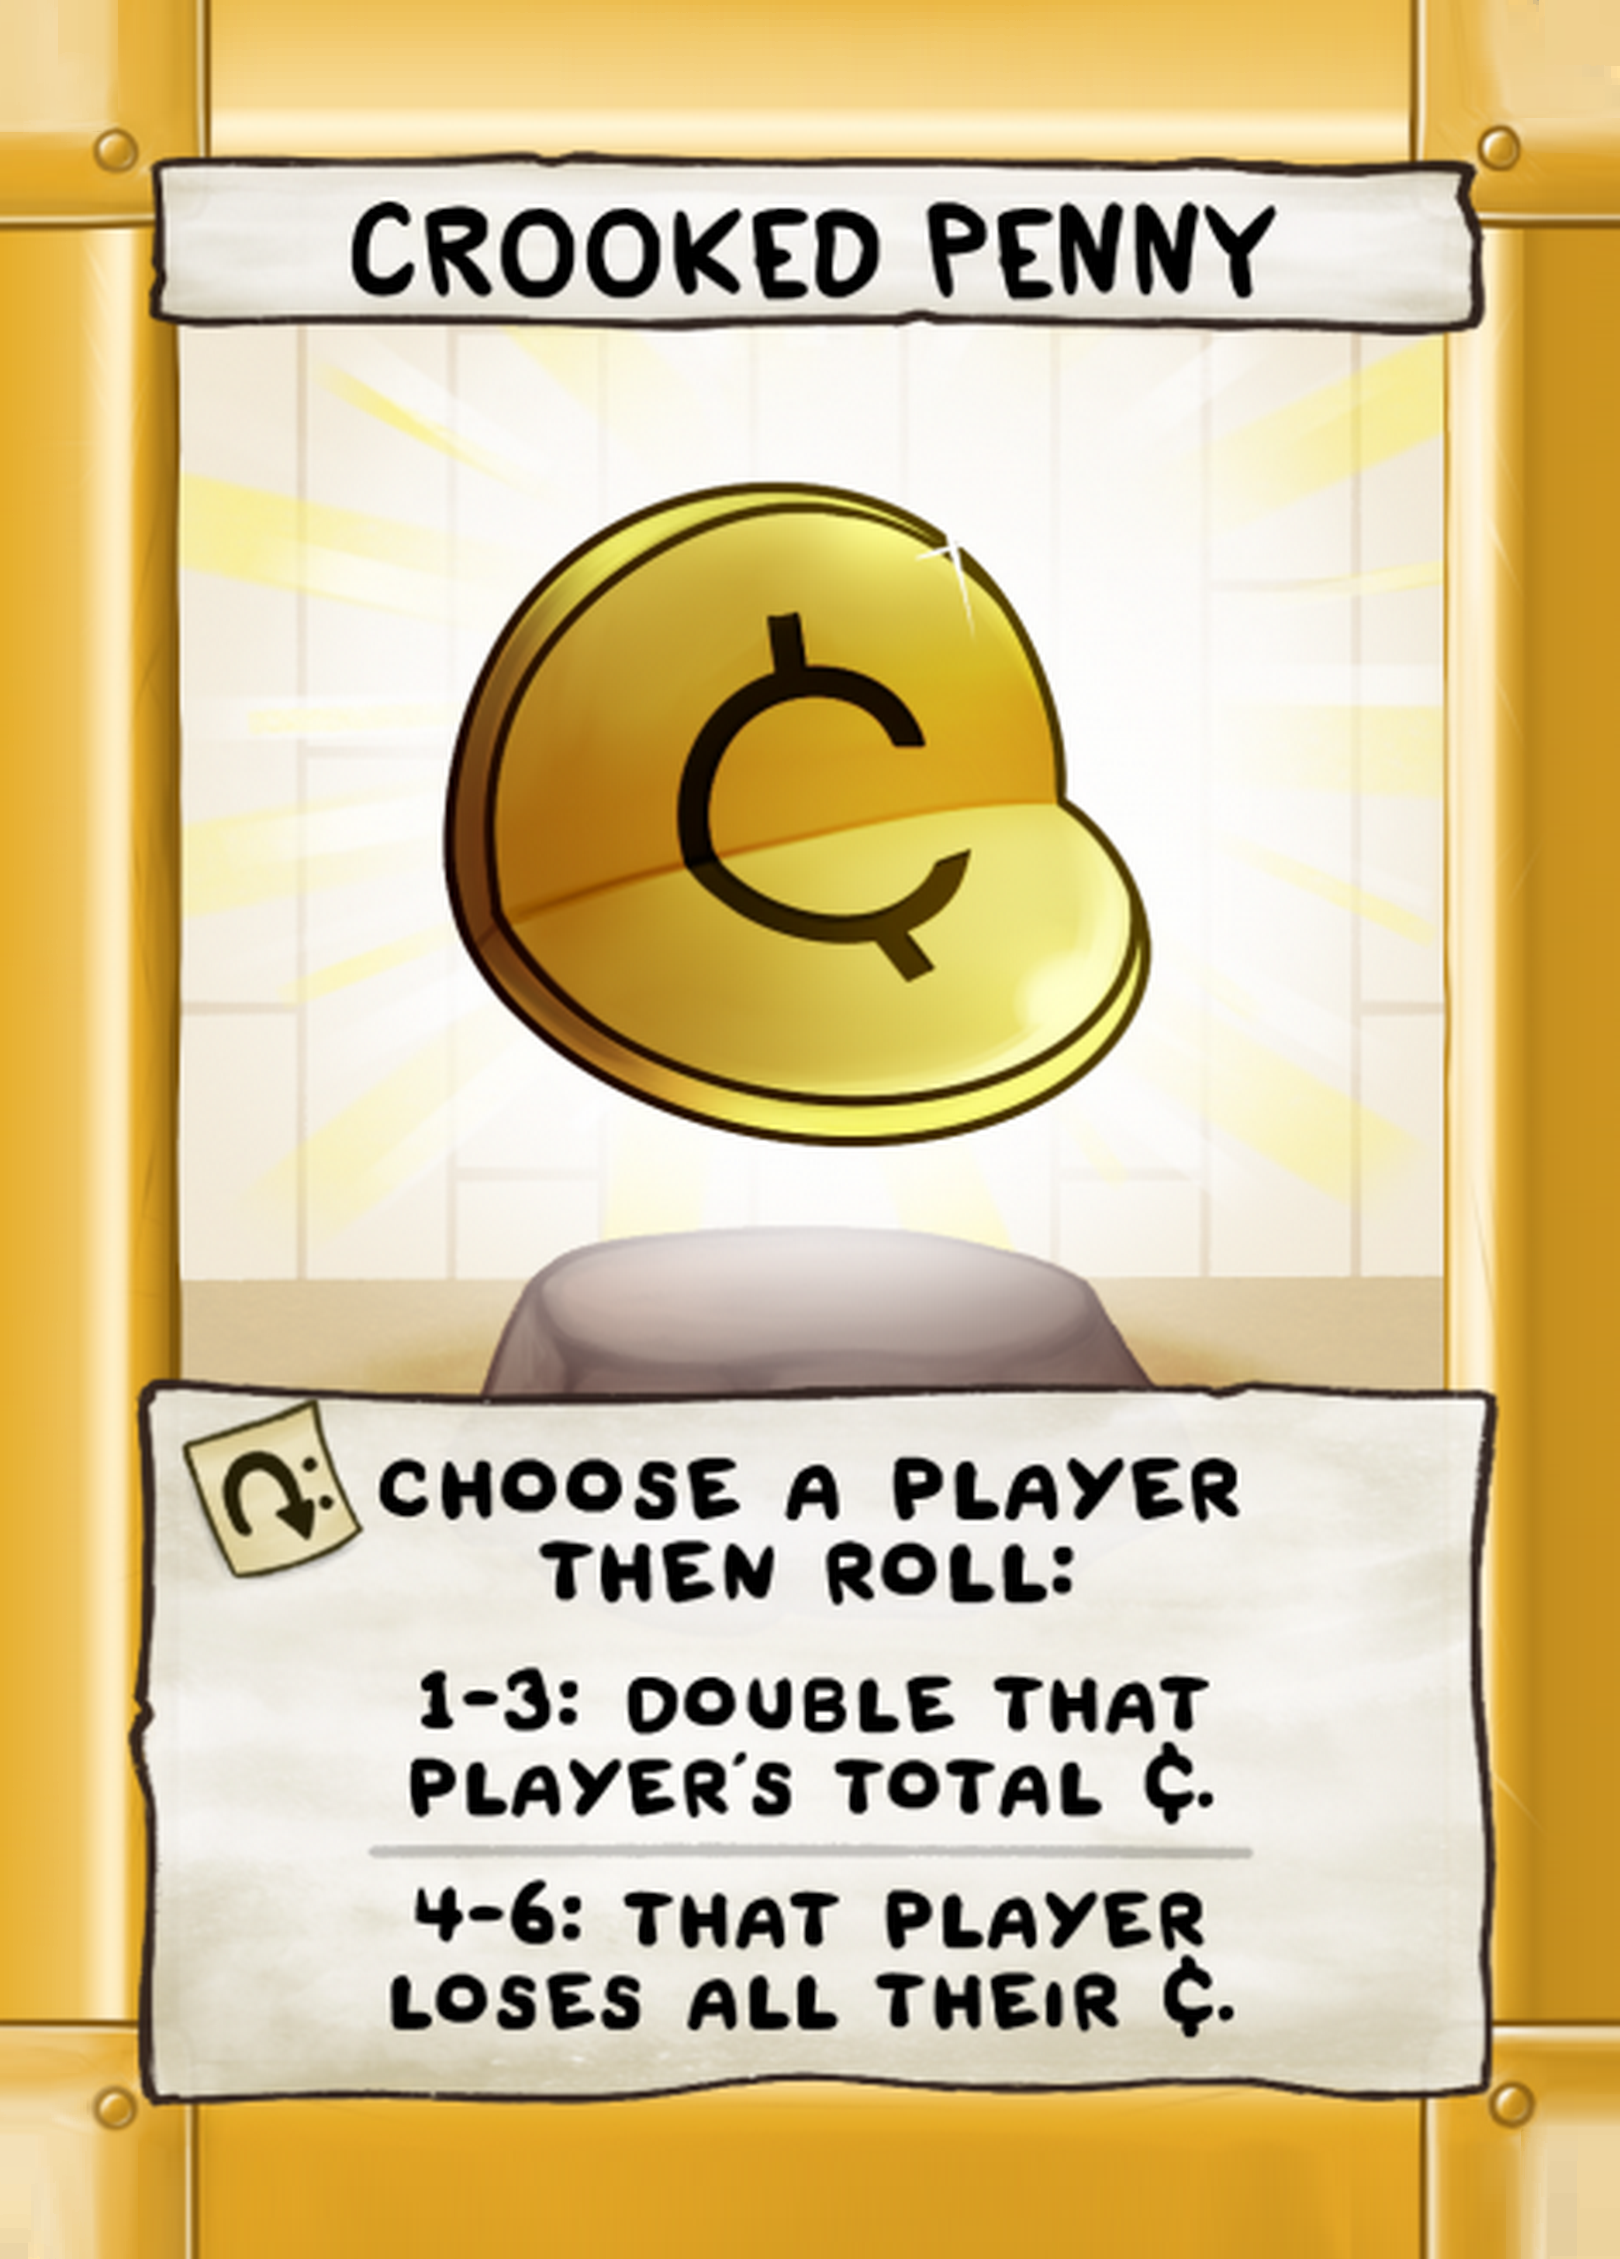 CROOKED PENNY
¢
CHOOSE A PLAYER
THEN ROLL:
1-3: DOUBLE THAT
PLAYER'S TOTAL ¢.
4-6: THAT PLAYER
LOSES ALL THEIR ¢.